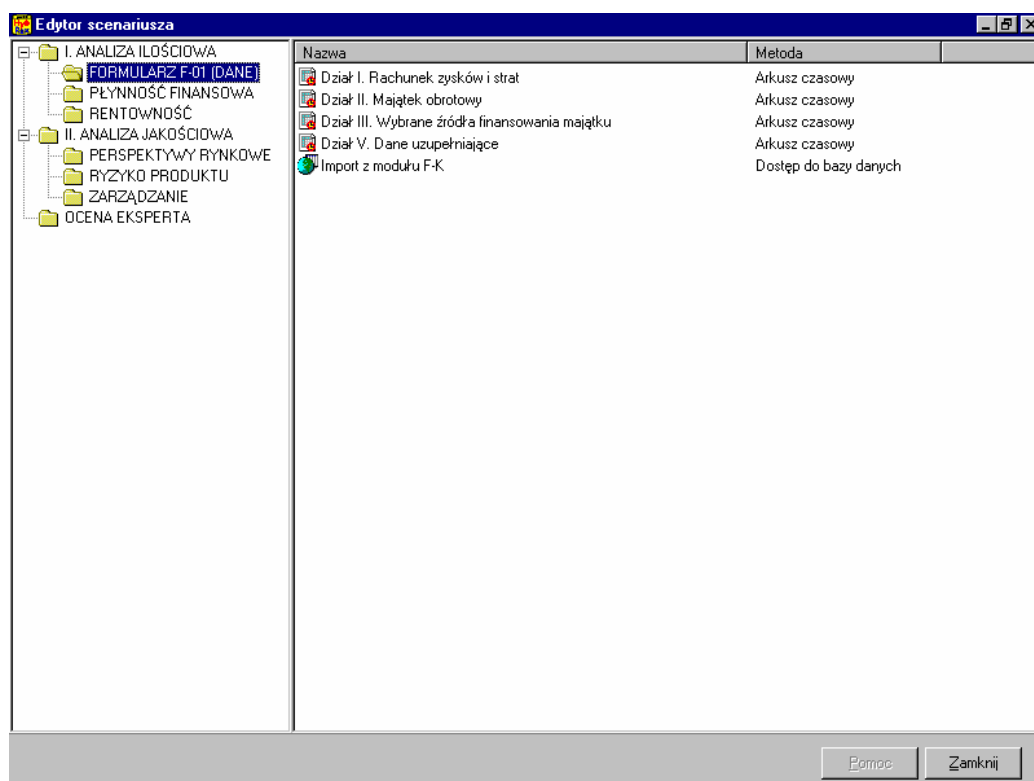 Edytor scenariusza
I. ANALIZA ILOŚCIOWA
FORMULARZ F-01 (DANE)
PŁYNNOŚĆ FINANSOWA
RENTOWNOŚĆ
II. ANALIZA JAKOŚCIOWA
PERSPEKTYWY RYNKOWE
RYZYKO PRODUKTU
ZARZĄDZANIE
OCENA EKSPERTA
Nazwa Metoda
Dział I. Rachunek zysków i strat Arkusz czasowy
Dział II. Majątek obrotowy Arkusz czasowy
Dział III. Wybrane źródła finansowania majątku Arkusz czasowy
Dział V. Dane uzupełniające Arkusz czasowy
Import z modułu F-K Dostęp do bazy danych
Pomoc Zamknij